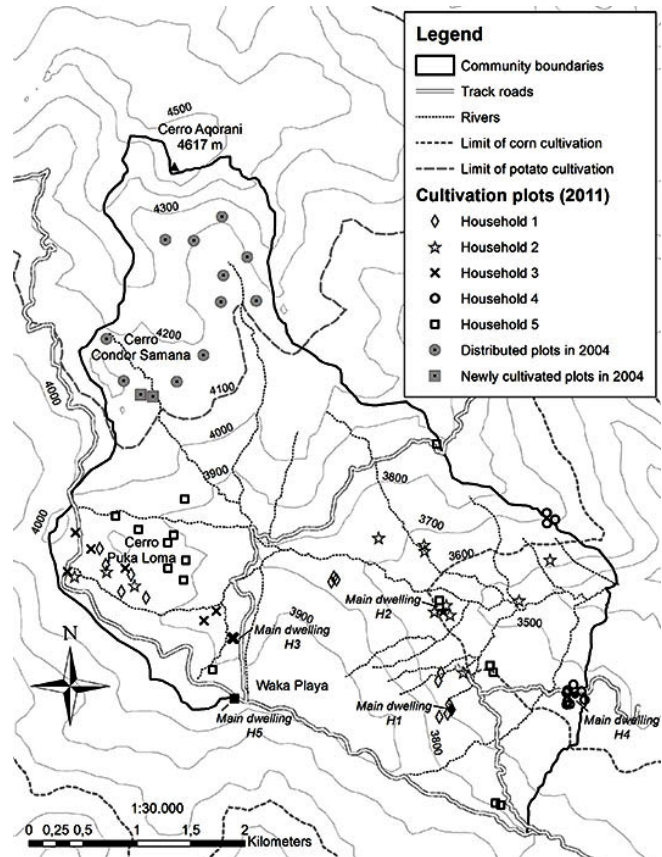 Legend
Community boundaries
Track roads
Rivers
Limit of corn cultivation
Limit of potato cultivation
Cultivation plots (2011)
Household 1
Household 2
Household 3
Household 4
Household 5
Distributed plots in 2004
Newly cultivated plots in 2004
4500
Cerro Aqorani
4617 m
4300
4200
Cerro
Condor Samana
4100
4000
4000
3900
3800
4000
3700
Cerro
Puka Loma
3600
3900
Main dwelling
H2
3500
N
Main dwelling
H3
Waka Playa
Main dwelling
H5
Main dwelling
H1
3800
Main dwelling
H4
1:30.000
0 0,25 0,5 1 1,5 2
Kilometers